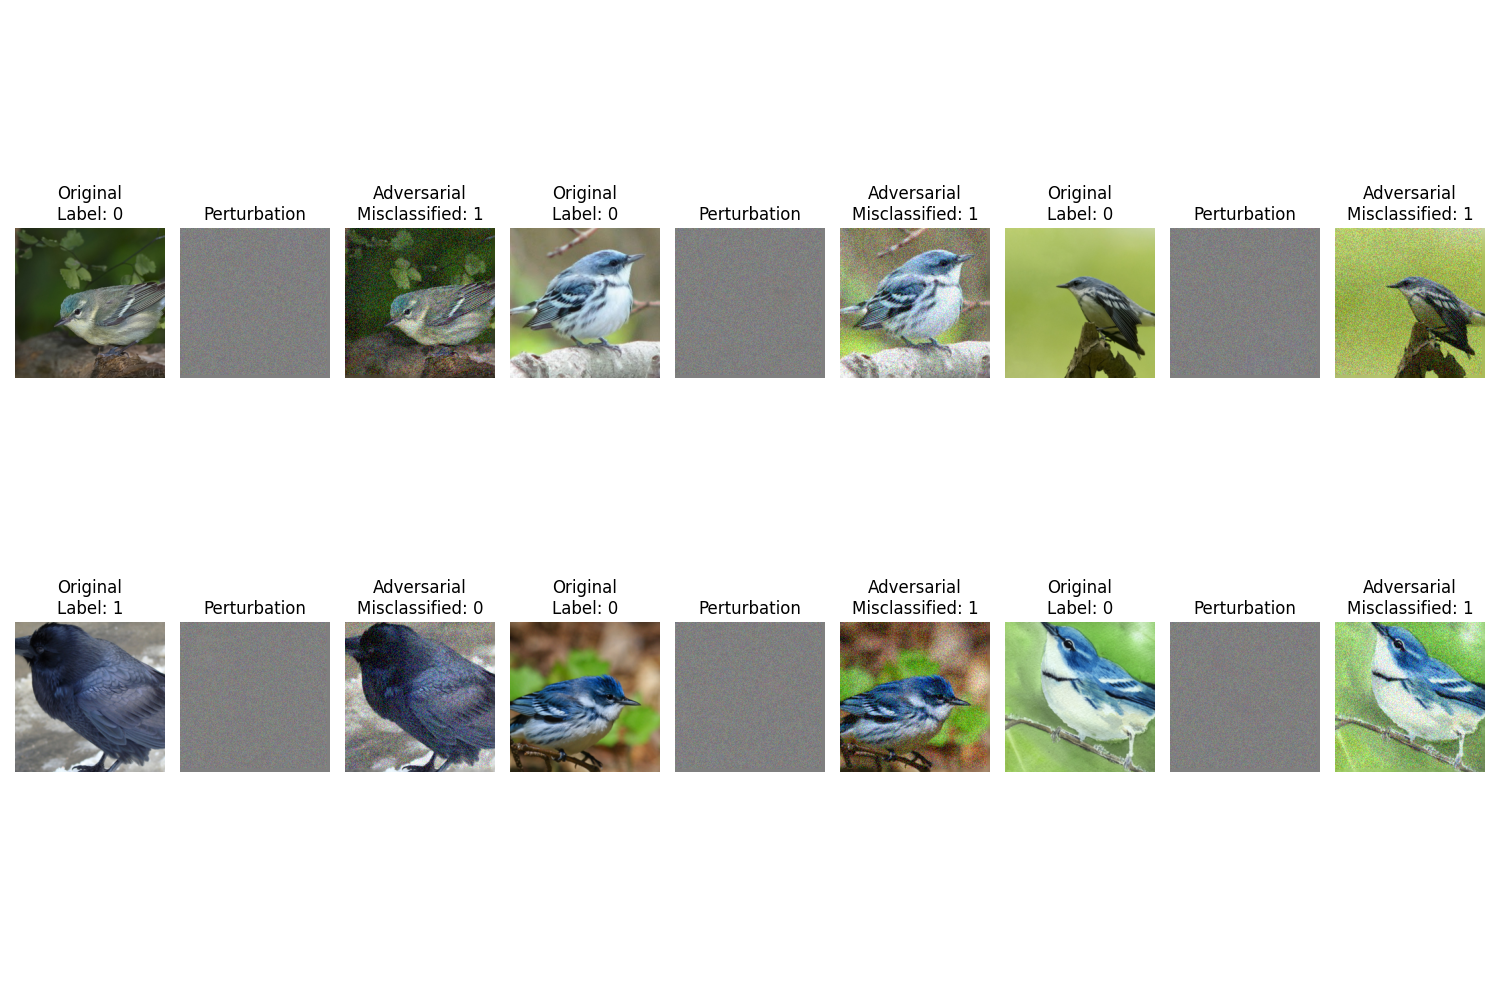 Original
Label: 0
Perturbation
Adversarial
Misclassified: 1
Original
Label: 0
Perturbation
Adversarial
Misclassified: 1
Original
Label: 0
Perturbation
Adversarial
Misclassified: 1
Original
Label: 1
Perturbation
Adversarial
Misclassified: 0
Original
Label: 0
Perturbation
Adversarial
Misclassified: 1
Original
Label: 0
Perturbation
Adversarial
Misclassified: 1